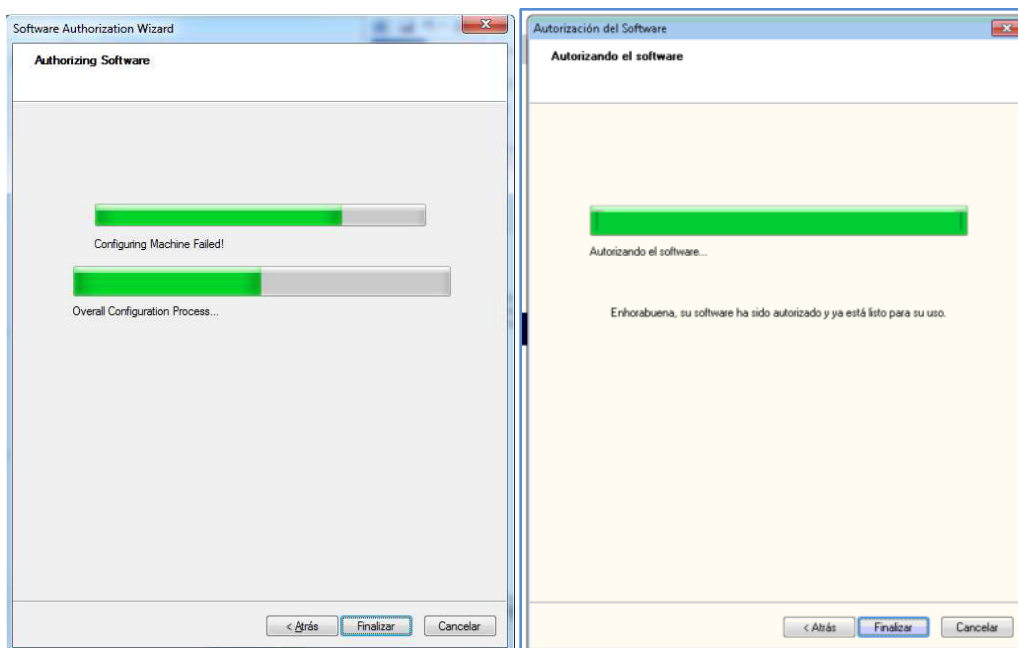 Software Authorization Wizard
Authorizing Software
Configuring Machine Failed!
Overall Configuration Process...
< Atrás
Finalizar
Cancelar
Autorización del Software
Autorizando el software
Autorizando el software...
Enhorabuena, su software ha sido autorizado y ya está listo para su uso.
< Atrás
Finalizar
Cancelar